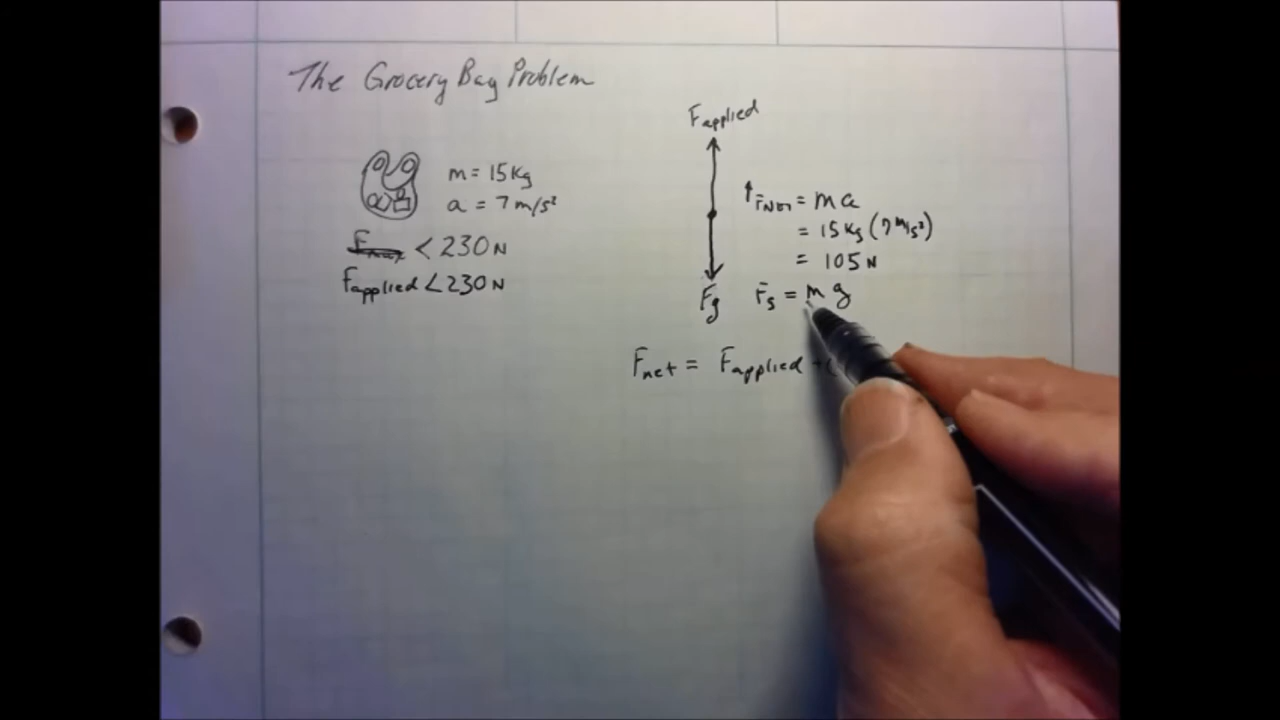 The Grocery Bag Problem
m = 15 Kg
a = 7 m/s²
< 230 N
Fapplied < 230 N
Fapplied
↑ FNET = ma
= 15 Kg (7 m/s²)
= 105 N
Fg
Fg = m g
Fnet = Fapplied + (